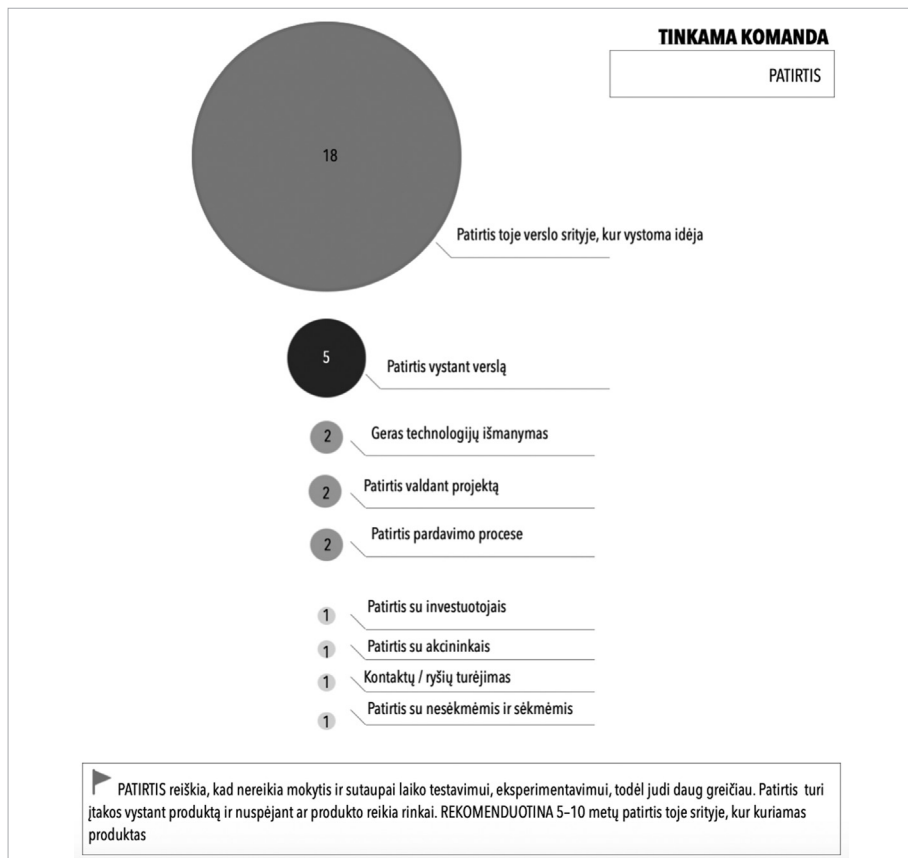 TINKAMA KOMANDA
PATIRTIS
18
Patirtis toje verslo srityje, kur vystoma idėja
5
Patirtis vystant verslą
2
Geras technologijų išmanymas
2
Patirtis valdant projektą
2
Patirtis pardavimo procese
1
Patirtis su investuotojais
1
Patirtis su akcininkais
1
Kontaktų / ryšių turėjimas
1
Patirtis su nesėkmėmis ir sėkmėmis
PATIRTIS reiškia, kad nereikia mokytis ir sutaupai laiko testavimui, eksperimentavimui, todėl judi daug greičiau. Patirtis turi
įtakos vystant produktą ir nuspėjant ar produkto reikia rinkai. REKOMENDUOTINA 5–10 metų patirtis toje srityje, kur kuriamas
produktas